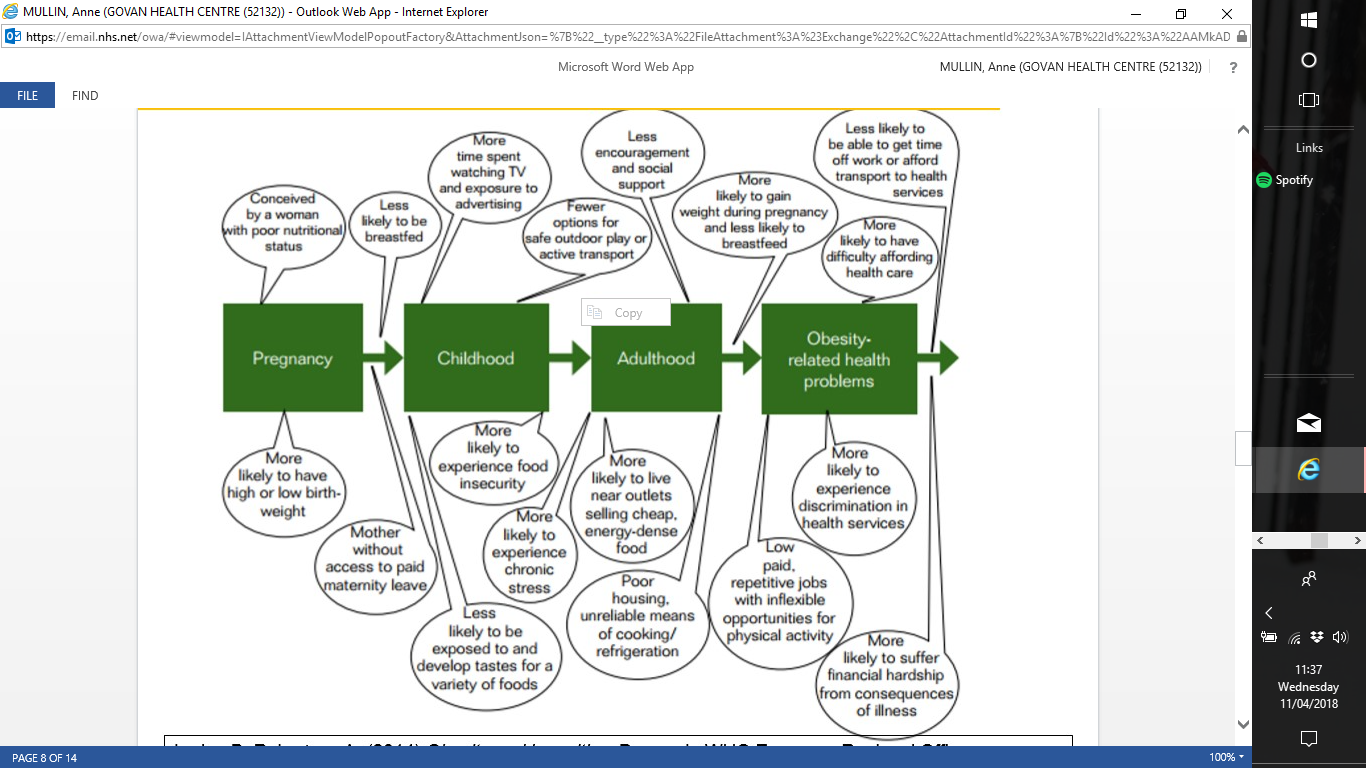 MULLIN, Anne (GOVAN HEALTH CENTRE (52132)) - Outlook Web App - Internet Explorer
https://email.nhs.net/owa/#viewmodel=IAttachmentViewModelPopoutFactory&AttachmentJson=%7B%22__type%22%3A%22FileAttachment%3A%23Exchange%22%2C%22AttachmentId%22%3A%7B%22Id%22%3A%22AAMkAD
Microsoft Word Web App
MULLIN, Anne (GOVAN HEALTH CENTRE (52132))
?
FILE
FIND
Conceived
by a woman
with poor nutritional
status
Less
likely to be
breastfed
More
time spent
watching TV
and exposure to
advertising
Fewer
options for
safe outdoor play or
active transport
Less
encouragement
and social
support
More
likely to gain
weight during pregnancy
and less likely to
breastfeed
Less likely to
be able to get time
off work or afford
transport to health
services
More
likely to have
difficulty affording
health care
Copy
Pregnancy
Childhood
Adulthood
Obesity-
related health
problems
More
likely to have
high or low birth-
weight
Mother
without
access to paid
maternity leave
Less
likely to be
exposed to and
develop tastes for a
variety of foods
More
likely to
experience food
insecurity
More
likely to
experience
chronic
stress
More
likely to live
near outlets
selling cheap,
energy-dense
food
Poor
housing,
unreliable means
of cooking/
refrigeration
Low
paid,
repetitive jobs
with inflexible
opportunities for
physical activity
More
likely to
experience
discrimination in
health services
More
likely to suffer
financial hardship
from consequences
of illness
PAGE 8 OF 14
100%
Links
Spotify
11:37
Wednesday
11/04/2018